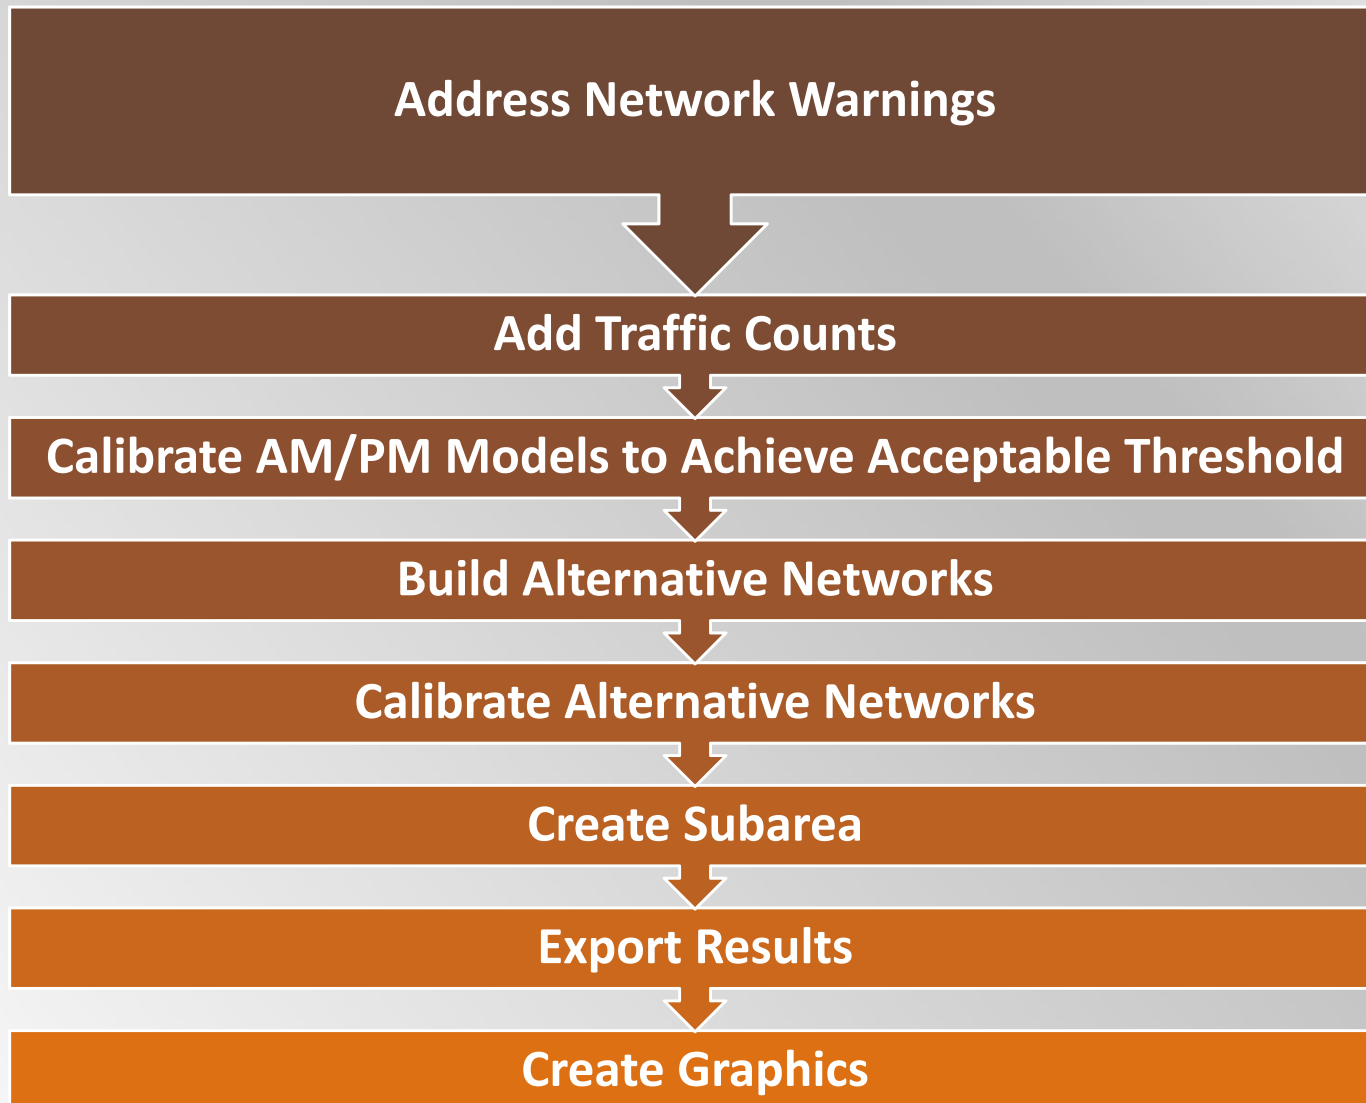 Address Network Warnings
Add Traffic Counts
Calibrate AM/PM Models to Achieve Acceptable Threshold
Build Alternative Networks
Calibrate Alternative Networks
Create Subarea
Export Results
Create Graphics